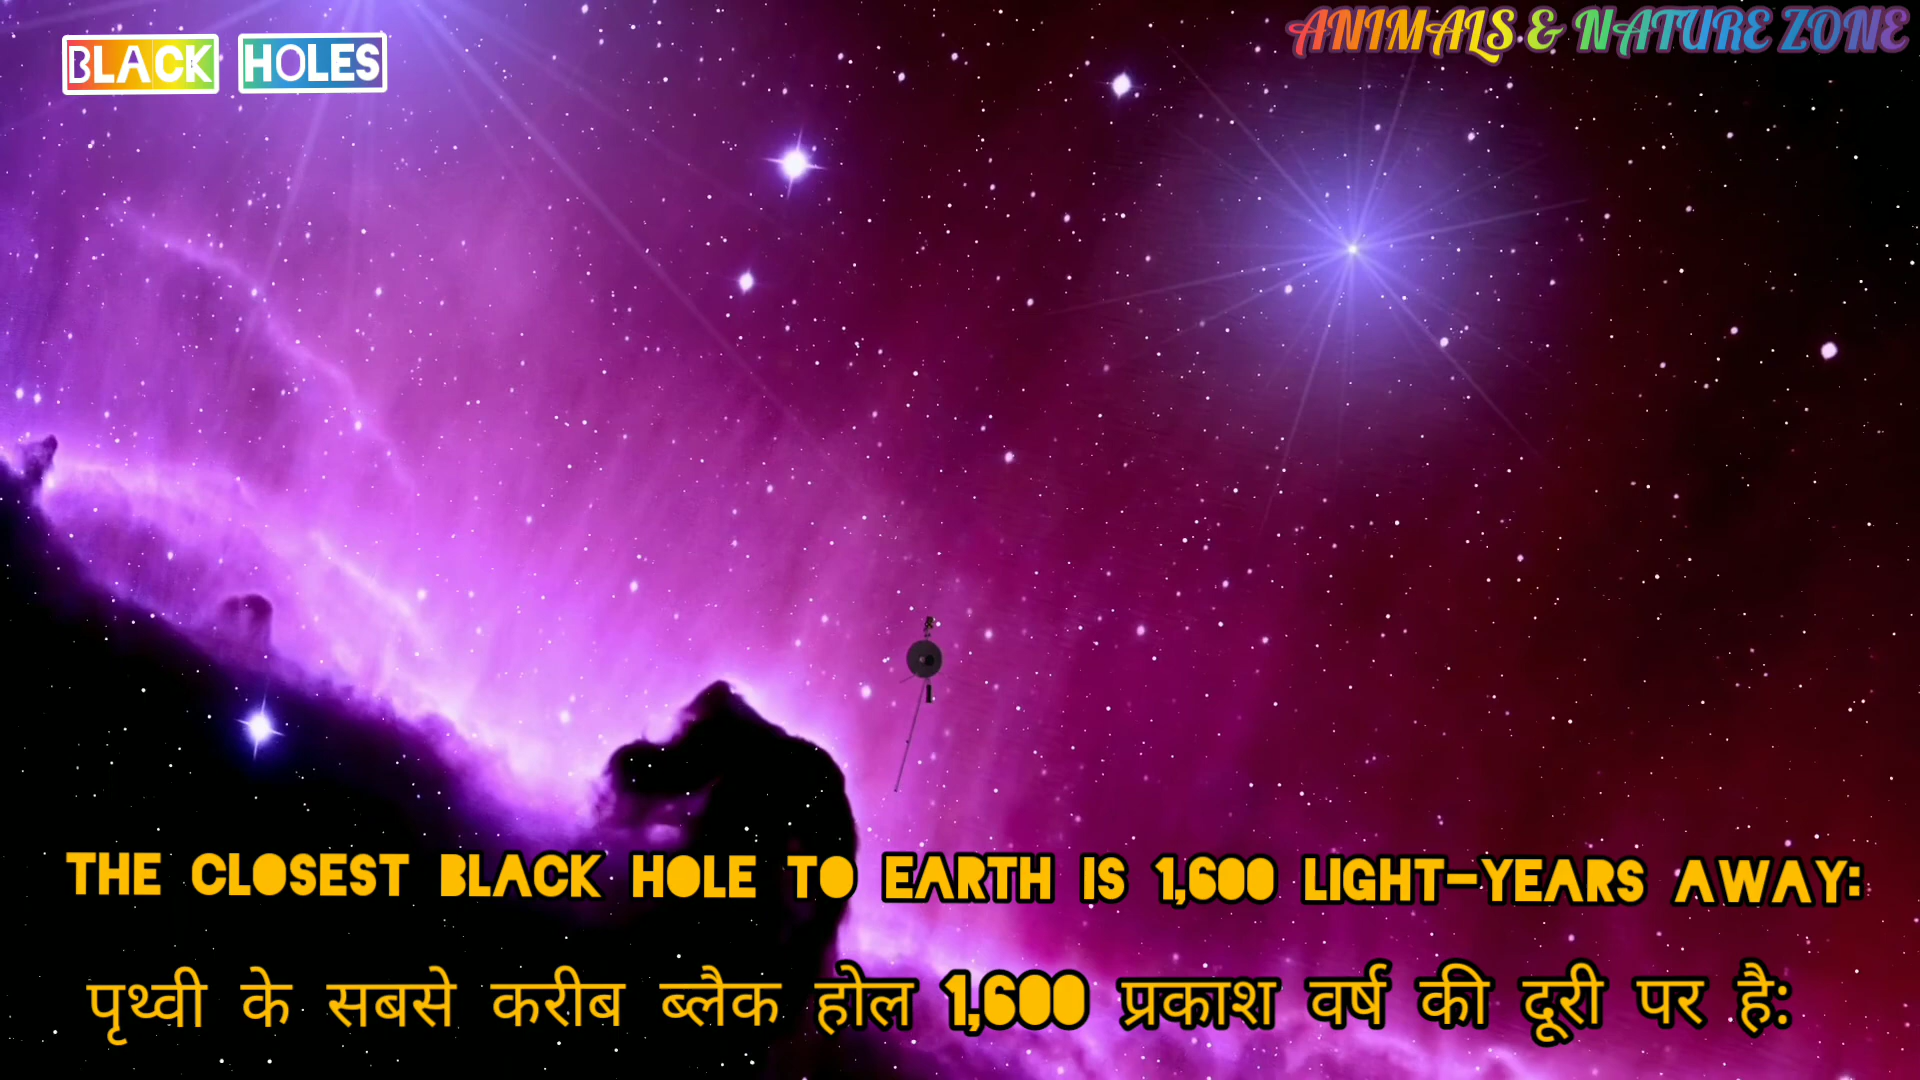 BLACK HOLES
ANIMALS & NATURE ZONE
THE CLOSEST BLACK HOLE TO EARTH IS 1,600 LIGHT-YEARS AWAY:
पृथ्वी के सबसे करीब ब्लैक होल 1,600 प्रकाश वर्ष की दूरी पर है: